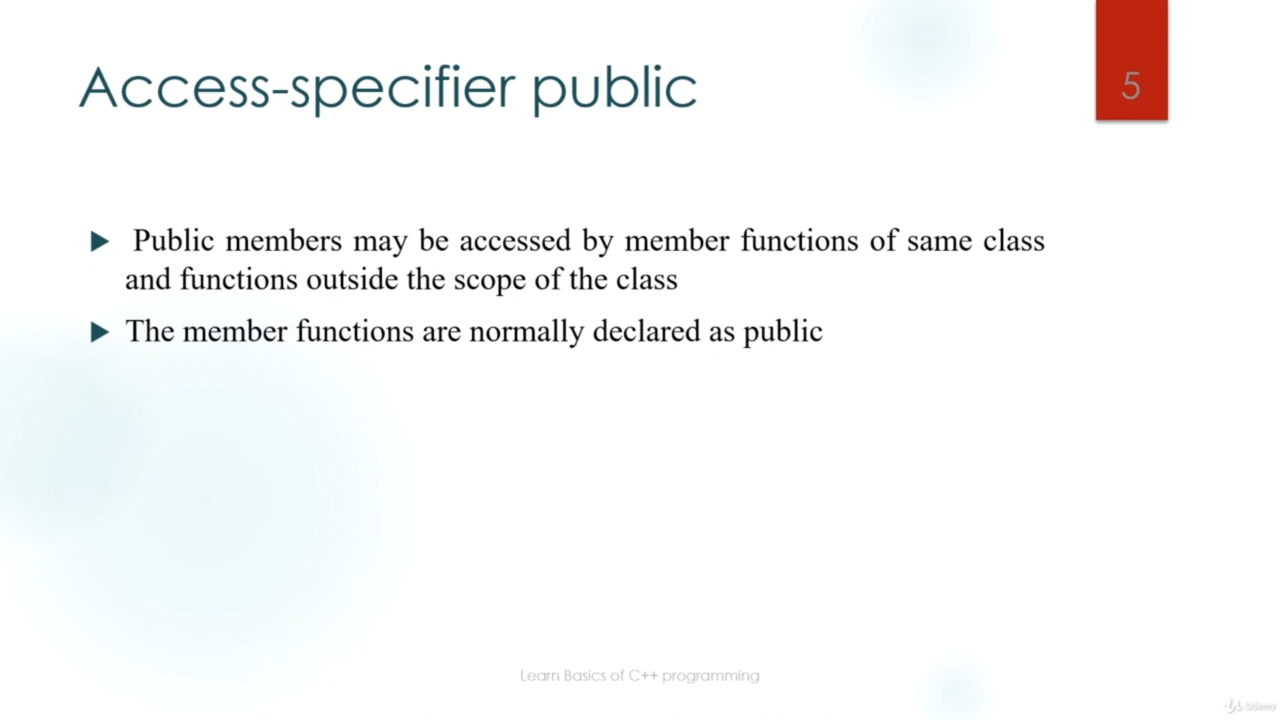 Access-specifier public
5
Public members may be accessed by member functions of same class
and functions outside the scope of the class
The member functions are normally declared as public
Learn Basics of C++ programming
Udemy